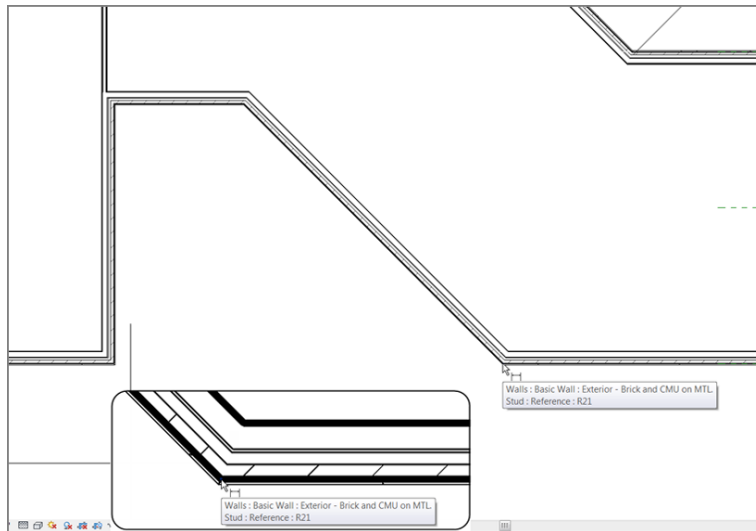 Walls : Basic Wall : Exterior - Brick and CMU on MTL.
Stud : Reference : R21
Walls : Basic Wall : Exterior - Brick and CMU on MTL.
Stud : Reference : R21